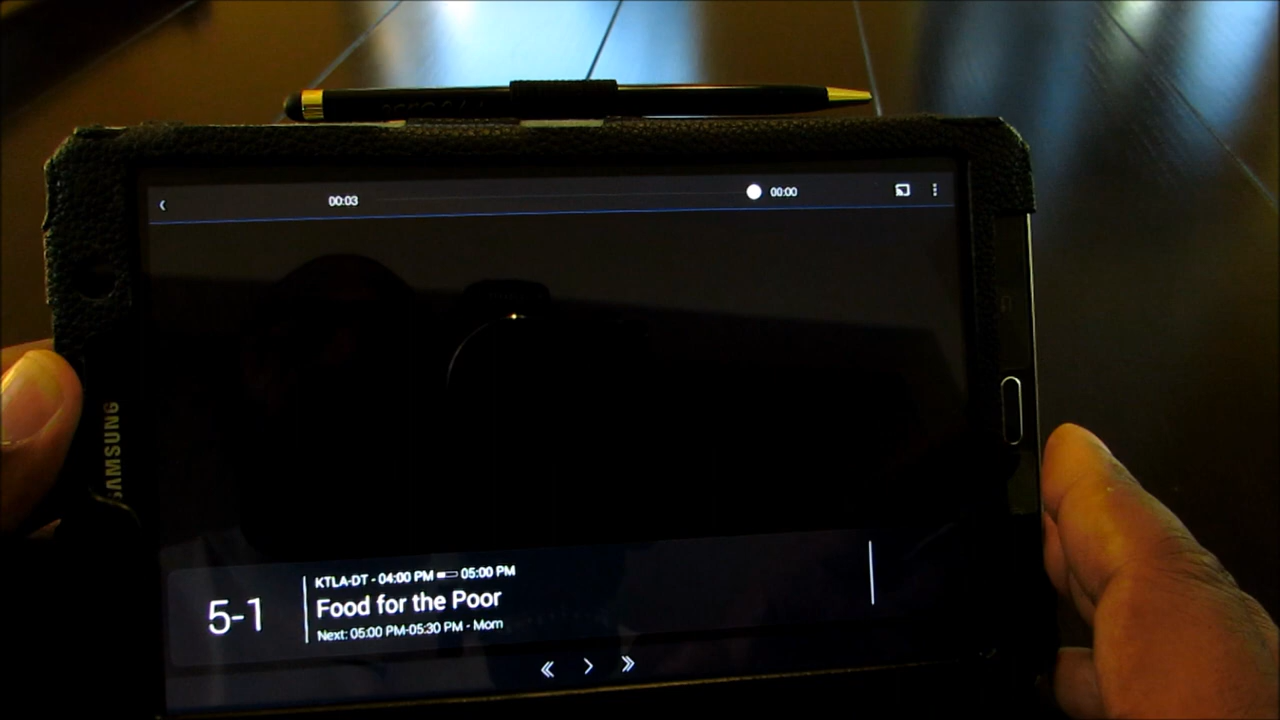 00:03
00:00
SAMSUNG
5-1
KTLA-DT - 04:00 PM 05:00 PM
Food for the Poor
Next: 05:00 PM-05:30 PM - Mom